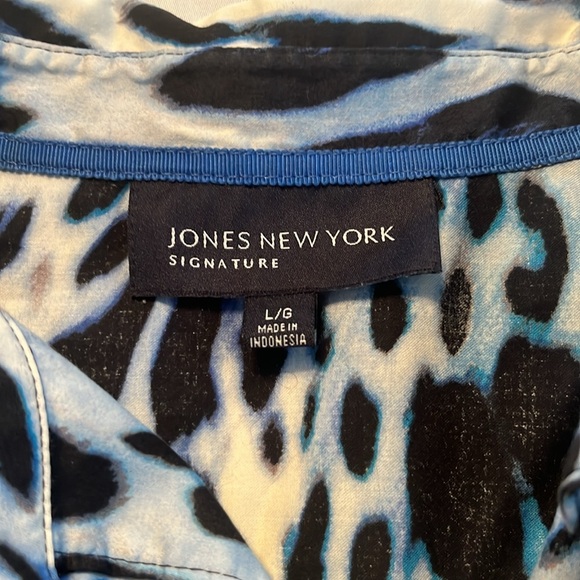 JONES NEW YORK
SIGNATURE
L/G
MADE IN
INDONESIA